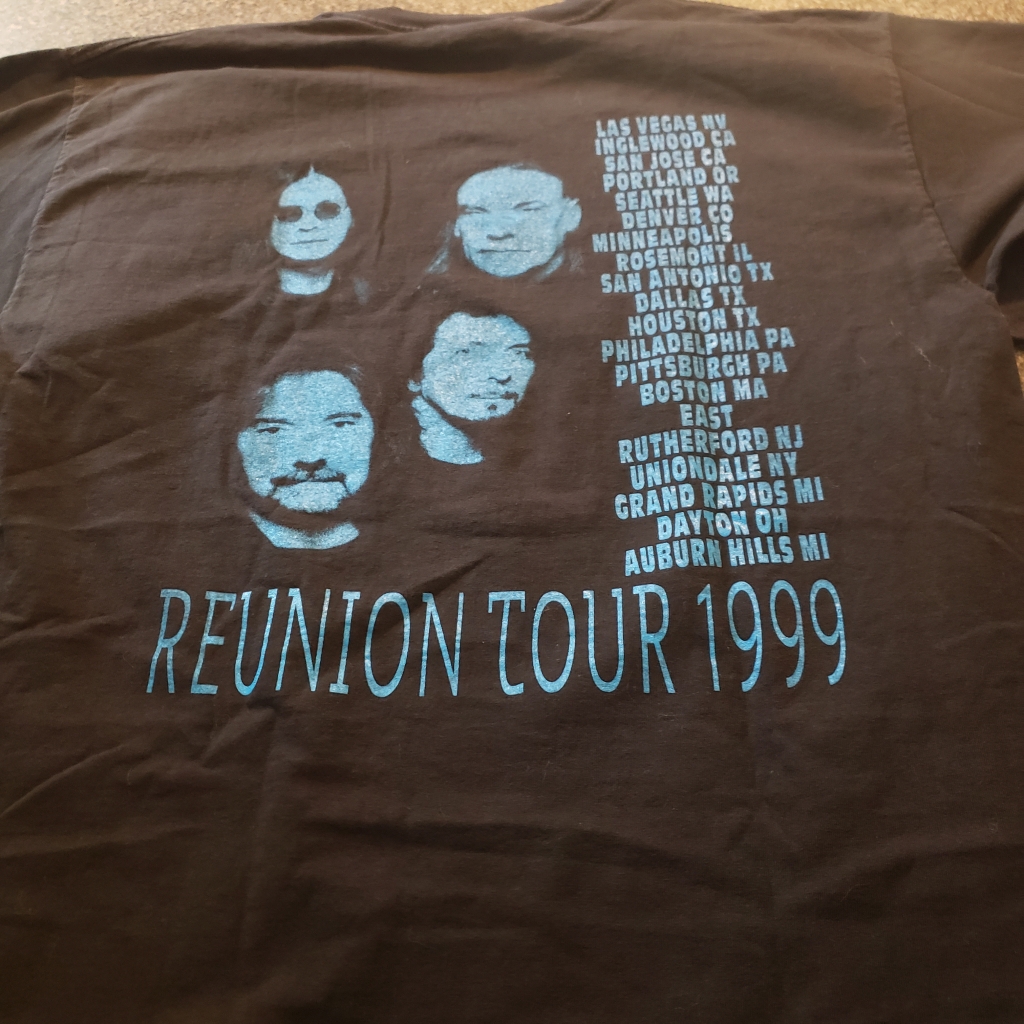 LAS VEGAS NV
INGLEWOOD CA
SAN JOSE CA
PORTLAND OR
SEATTLE WA
DENVER CO
MINNEAPOLIS
ROSEMONT IL
SAN ANTONIO TX
DALLAS TX
HOUSTON TX
PHILADELPHIA PA
PITTSBURGH PA
BOSTON MA
EAST
RUTHERFORD NJ
UNIONDALE NY
GRAND RAPIDS MI
DAYTON OH
AUBURN HILLS MI
REUNION TOUR 1999